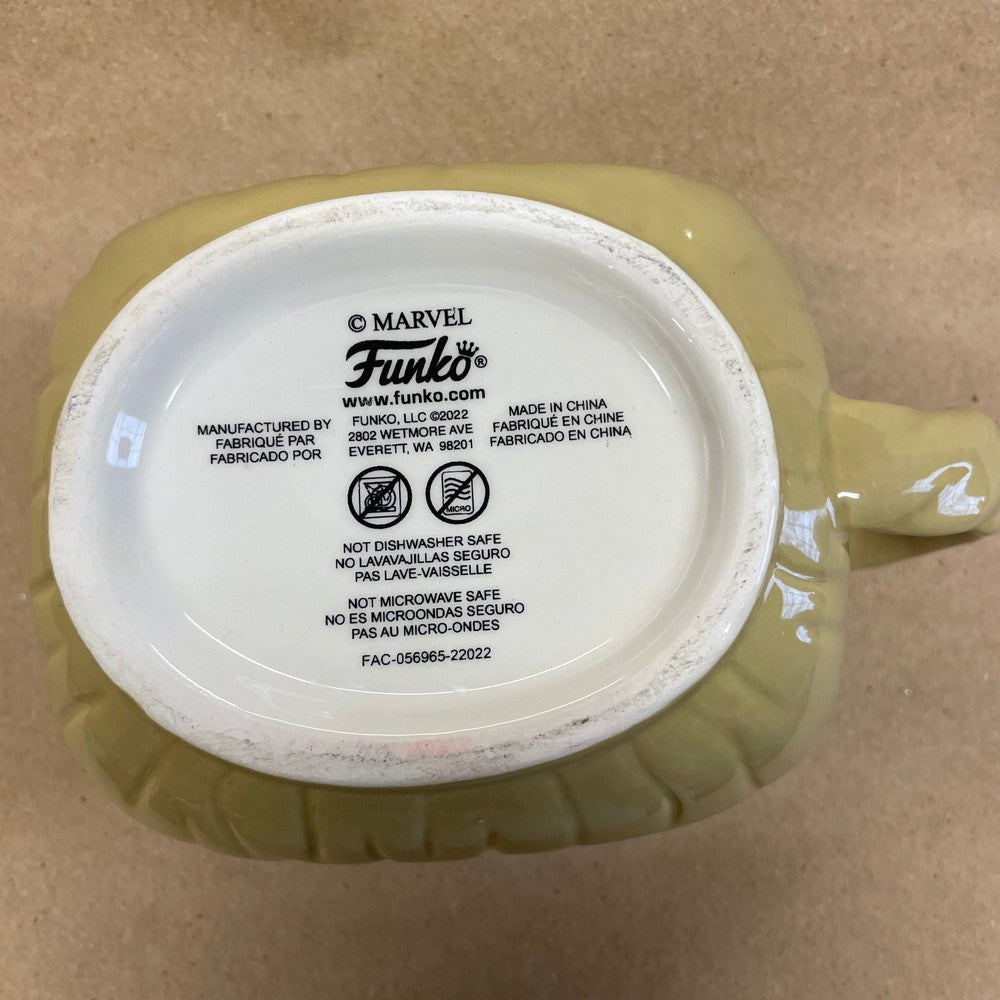 © MARVEL
Funko®
www.funko.com
MANUFACTURED BY
FABRIQUÉ PAR
FABRICADO POR
FUNKO, LLC ©2022
2802 WETMORE AVE
EVERETT, WA 98201
MADE IN CHINA
FABRIQUÉ EN CHINE
FABRICADO EN CHINA
MICRO
NOT DISHWASHER SAFE
NO LAVAVAJILLAS SEGURO
PAS LAVE-VAISSELLE
NOT MICROWAVE SAFE
NO ES MICROONDAS SEGURO
PAS AU MICRO-ONDES
FAC-056965-22022